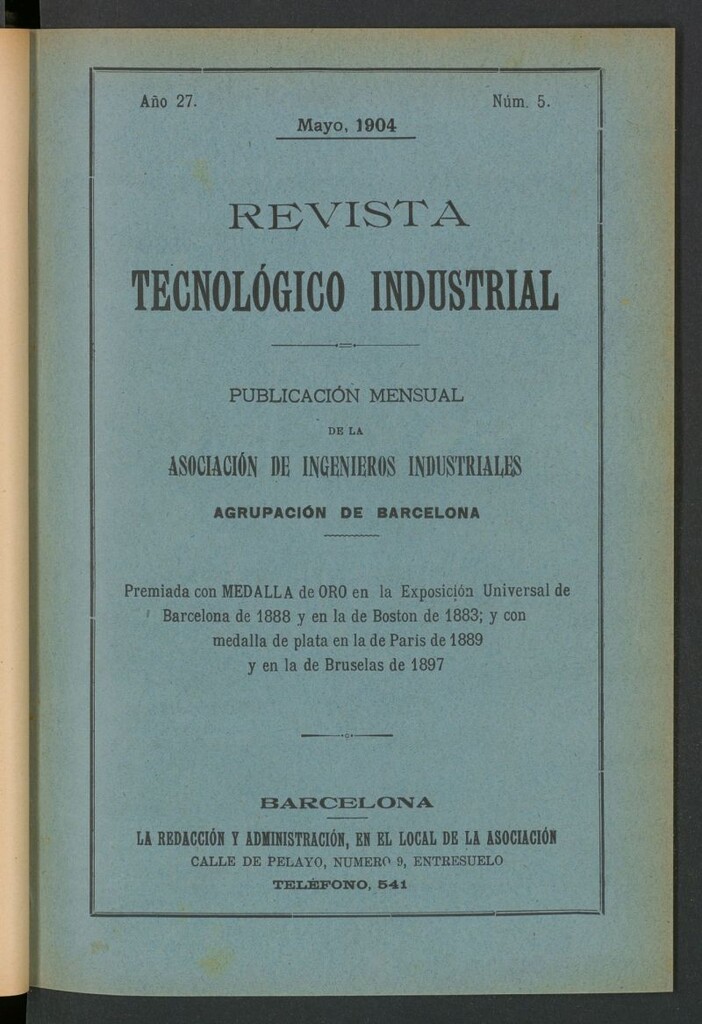 Año 27.
Núm. 5.
Mayo, 1904
REVISTA
TECNOLÓGICO INDUSTRIAL
PUBLICACIÓN MENSUAL
DE LA
ASOCIACIÓN DE INGENIEROS INDUSTRIALES
AGRUPACIÓN DE BARCELONA
Premiada con MEDALLA de ORO en la Exposición Universal de
Barcelona de 1888 y en la de Boston de 1883; y con
medalla de plata en la de Paris de 1889
y en la de Bruselas de 1897
BARCELONA
LA REDACCIÓN Y ADMINISTRACIÓN, EN EL LOCAL DE LA ASOCIACIÓN
CALLE DE PELAYO, NUMERO 9, ENTRESUELO
TELÉFONO, 541